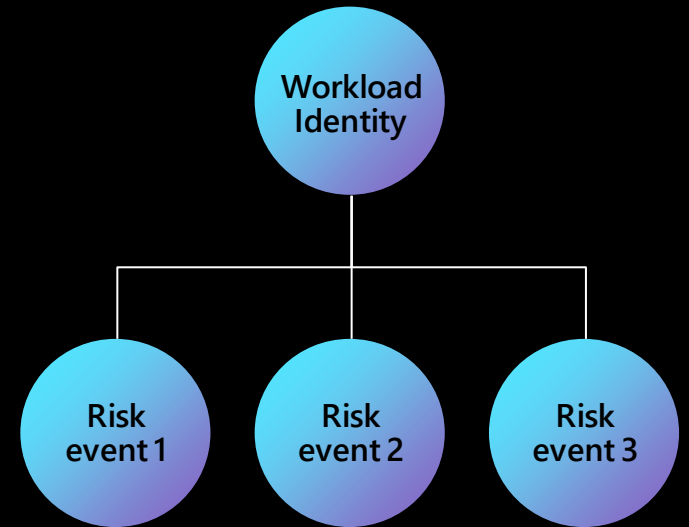 Workload
Identity
Risk
event 1
Risk
event 2
Risk
event 3